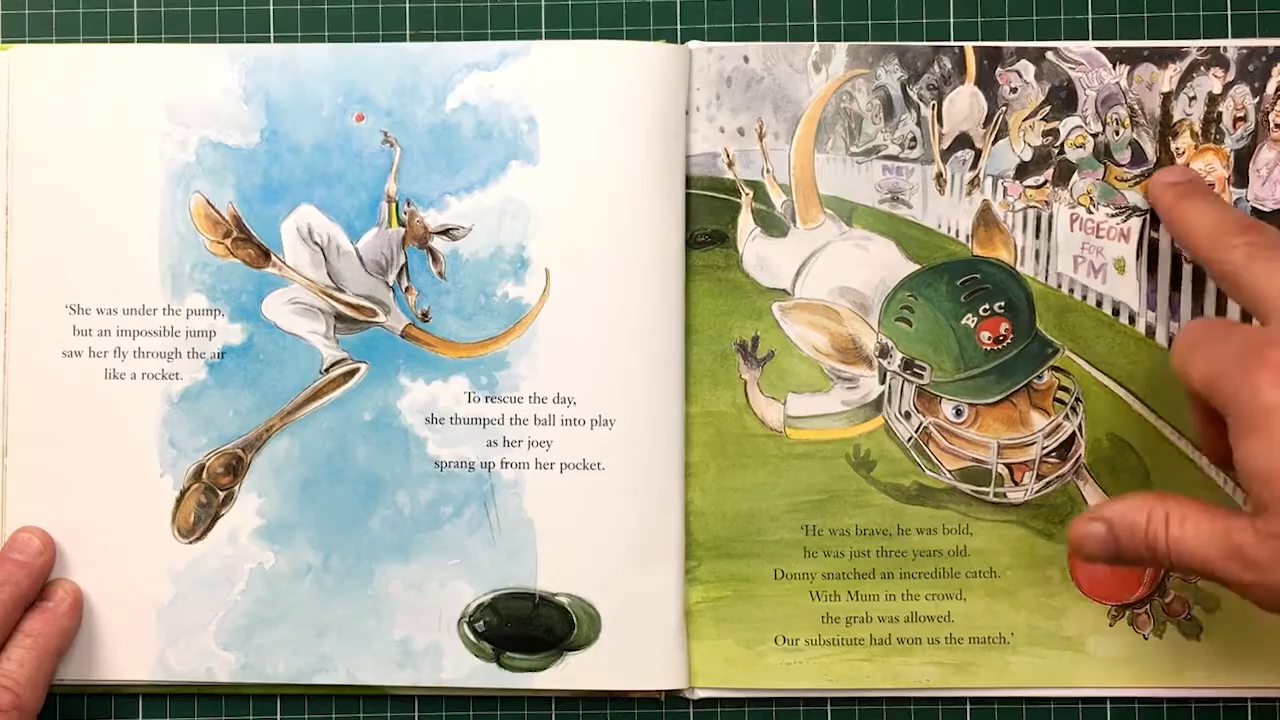 ‘She was under the pump,
but an impossible jump
saw her fly through the air
like a rocket.
To rescue the day,
she thumped the ball into play
as her joey
sprang up from her pocket.
PIGEON
FOR
PM
BCC
‘He was brave, he was bold,
he was just three years old.
Donny snatched an incredible catch.
With Mum in the crowd,
the grab was allowed.
Our substitute had won us the match.’